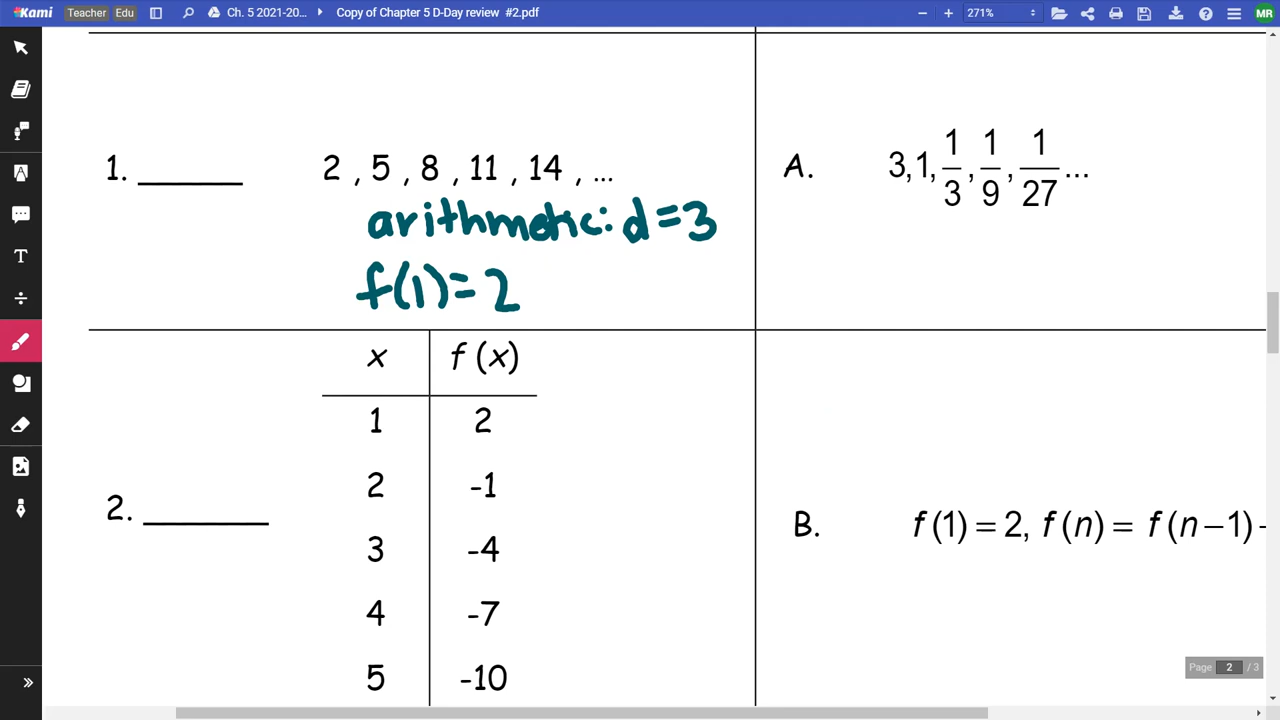 Kami Teacher Edu Ch. 5 2021-20... Copy of Chapter 5 D-Day review #2.pdf 271% MR
1. ________ 2 , 5 , 8 , 11 , 14 , ...
arithmetic: d=3
f(1)=2
A. 3,1,1/3,1/9,1/27...
x f (x)
1 2
2 -1
2. ________
3 -4
4 -7
5 -10
B. f(1) = 2, f(n) = f(n−1) -
Page 2 / 3